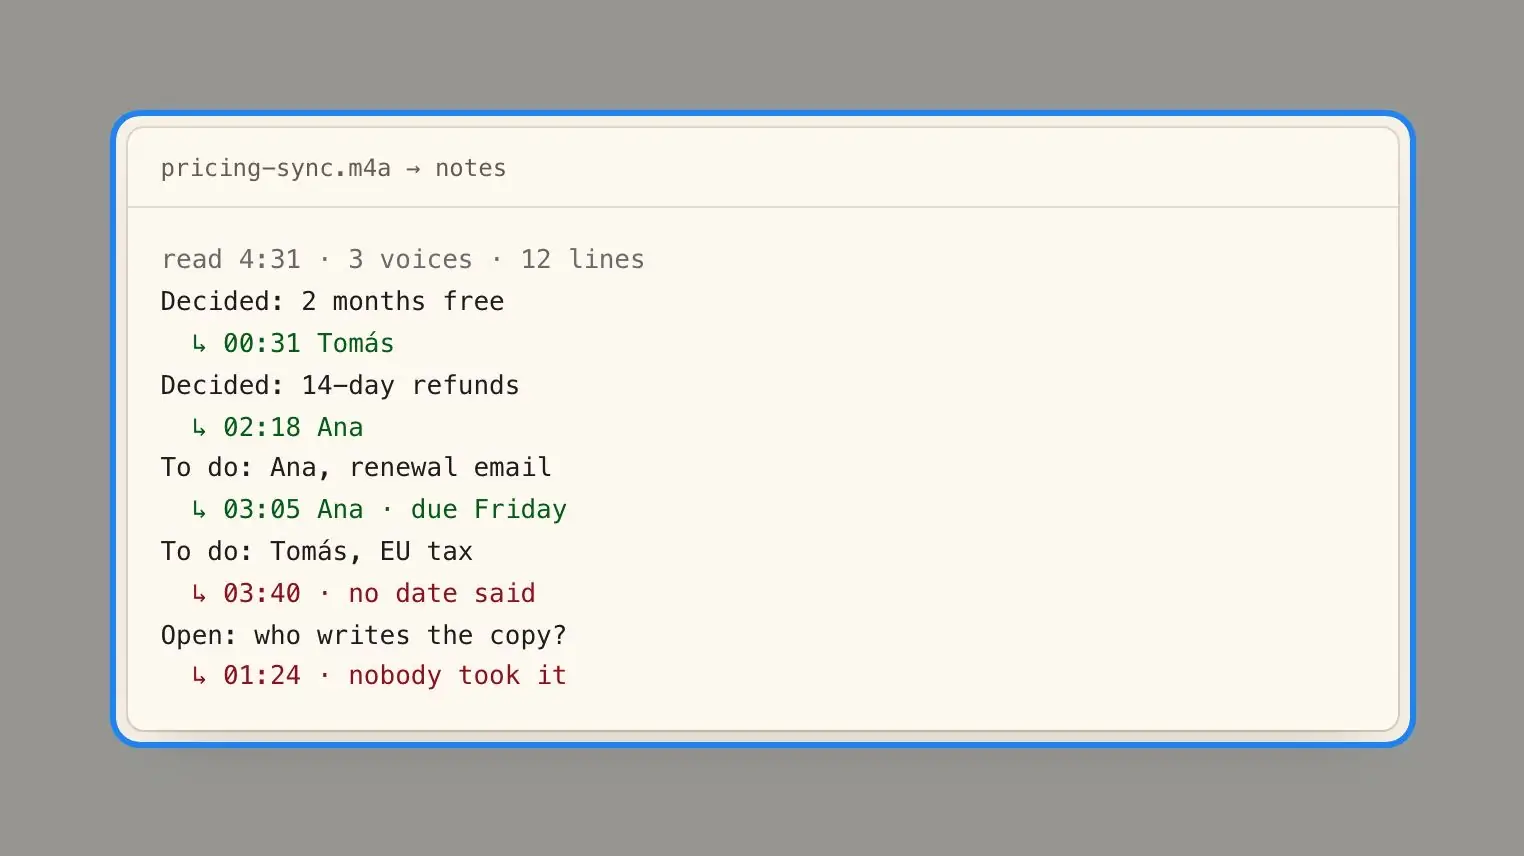 pricing-sync.m4a → notes
read 4:31 · 3 voices · 12 lines
Decided: 2 months free
↳ 00:31 Tomás
Decided: 14-day refunds
↳ 02:18 Ana
To do: Ana, renewal email
↳ 03:05 Ana · due Friday
To do: Tomás, EU tax
↳ 03:40 · no date said
Open: who writes the copy?
↳ 01:24 · nobody took it